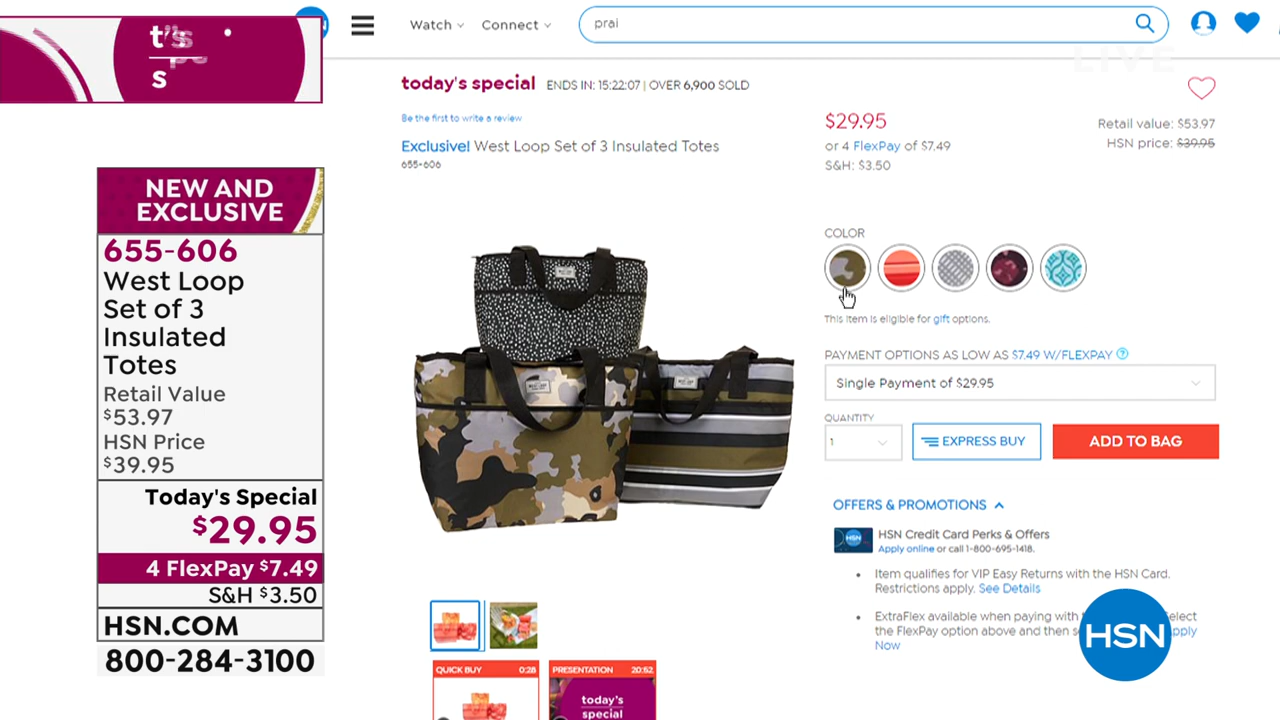 t's
s
NEW AND
EXCLUSIVE
655-606
West Loop
Set of 3
Insulated
Totes
Retail Value
$53.97
HSN Price
$39.95
Today's Special
$29.95
4 FlexPay $7.49
S&H $3.50
HSN.COM
800-284-3100
Watch
Connect
prai
LIVE
today's special ENDS IN: 15:22:07 | OVER 6,900 SOLD
Be the first to write a review
Exclusive! West Loop Set of 3 Insulated Totes
655-606
$29.95
or 4 FlexPay of $7.49
S&H: $3.50
Retail value: $53.97
HSN price: $39.95
COLOR
This item is eligible for gift options.
PAYMENT OPTIONS AS LOW AS $7.49 W/FLEXPAY ?
Single Payment of $29.95
QUANTITY
1
EXPRESS BUY
ADD TO BAG
OFFERS & PROMOTIONS
HSN
HSN Credit Card Perks & Offers
Apply online or call 1-800-695-1418.
Item qualifies for VIP Easy Returns with the HSN Card.
Restrictions apply. See Details
ExtraFlex available when paying with
the FlexPay option above and then
Now
HSN
QUICK BUY 0:28
PRESENTATION 20:52
today's
special